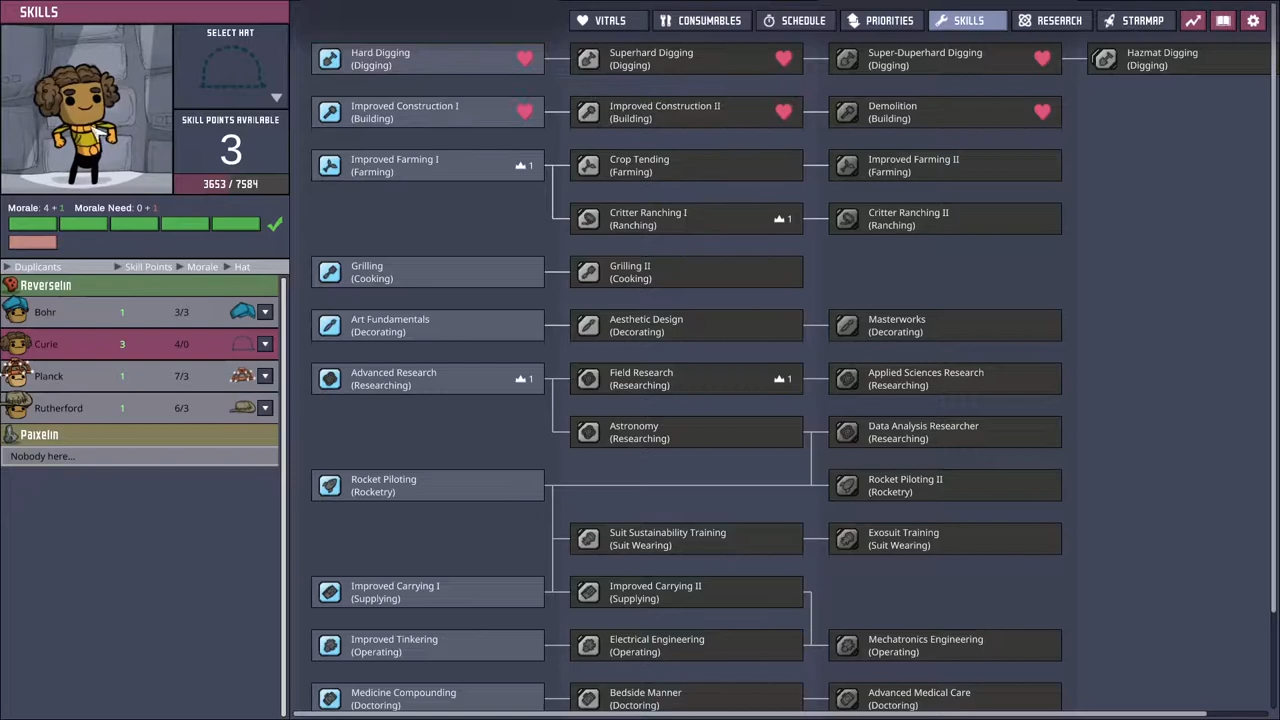 SKILLS
VITALS
CONSUMABLES
SCHEDULE
PRIORITIES
SKILLS
RESEARCH
STARMAP
SELECT HAT
SKILL POINTS AVAILABLE
3
3653 / 7584
Morale: 4 + 1
Morale Need: 0 + 1
Duplicants
Skill Points
Morale
Hat
Reverselin
Bohr 1 3/3
Curie 3 4/0
Planck 1 7/3
Rutherford 1 6/3
Paixelin
Nobody here...
Hard Digging
(Digging)
Superhard Digging
(Digging)
Super-Duperhard Digging
(Digging)
Hazmat Digging
(Digging)
Improved Construction I
(Building)
Improved Construction II
(Building)
Demolition
(Building)
Improved Farming I
(Farming)
1
Crop Tending
(Farming)
Improved Farming II
(Farming)
Critter Ranching I
(Ranching)
1
Critter Ranching II
(Ranching)
Grilling
(Cooking)
Grilling II
(Cooking)
Art Fundamentals
(Decorating)
Aesthetic Design
(Decorating)
Masterworks
(Decorating)
Advanced Research
(Researching)
1
Field Research
(Researching)
1
Applied Sciences Research
(Researching)
Astronomy
(Researching)
Data Analysis Researcher
(Researching)
Rocket Piloting
(Rocketry)
Rocket Piloting II
(Rocketry)
Suit Sustainability Training
(Suit Wearing)
Exosuit Training
(Suit Wearing)
Improved Carrying I
(Supplying)
Improved Carrying II
(Supplying)
Improved Tinkering
(Operating)
Electrical Engineering
(Operating)
Mechatronics Engineering
(Operating)
Medicine Compounding
(Doctoring)
Bedside Manner
(Doctoring)
Advanced Medical Care
(Doctoring)